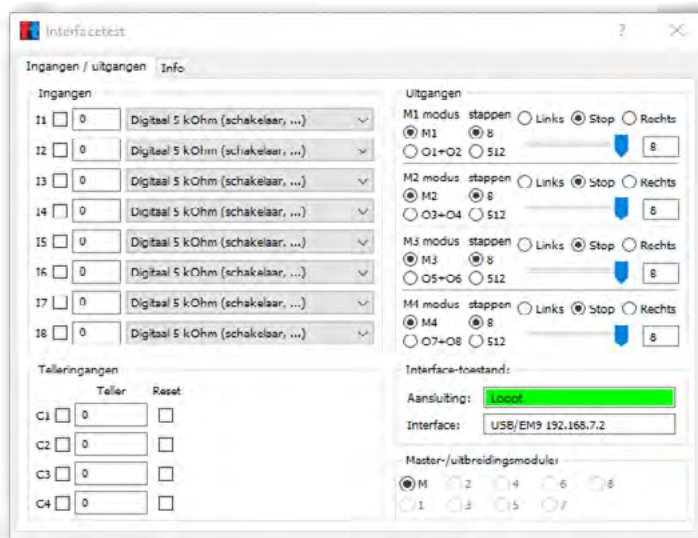 Interfacetest ?
Ingangen / uitgangen Info
Ingangen
I1 0 Digitaal 5 kOhm (schakelaar, ...)
I2 0 Digitaal 5 kOhm (schakelaar, ...)
I3 0 Digitaal 5 kOhm (schakelaar, ...)
I4 0 Digitaal 5 kOhm (schakelaar, ...)
I5 0 Digitaal 5 kOhm (schakelaar, ...)
I6 0 Digitaal 5 kOhm (schakelaar, ...)
I7 0 Digitaal 5 kOhm (schakelaar, ...)
I8 0 Digitaal 5 kOhm (schakelaar, ...)
Uitgangen
M1 modus stappen Links Stop Rechts
M1 8
O1+O2 512 8
M2 modus stappen Links Stop Rechts
M2 8
O3+O4 512 8
M3 modus stappen Links Stop Rechts
M3 8
O5+O6 512 8
M4 modus stappen Links Stop Rechts
M4 8
O7+O8 512 8
Telleringangen
Teller Reset
C1 0
C2 0
C3 0
C4 0
Interface-toestand:
Aansluiting: Loopt
Interface: USB/EM9 192.168.7.2
Master-/uitbreidingsmodule:
M 2 4 6 8
1 3 5 7